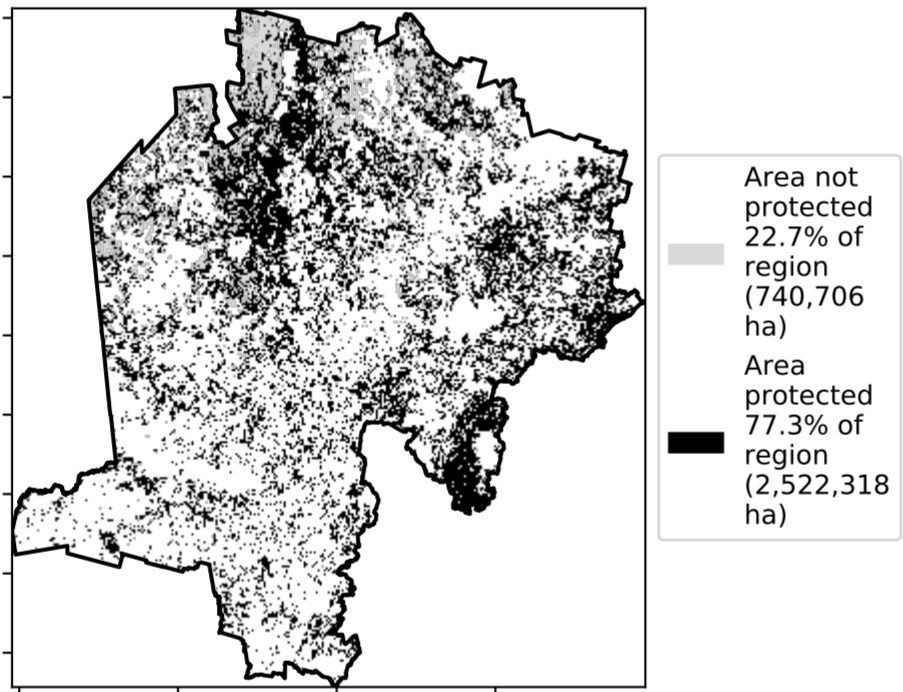 Area not
protected
22.7% of
region
(740,706
ha)
Area
protected
77.3% of
region
(2,522,318
ha)